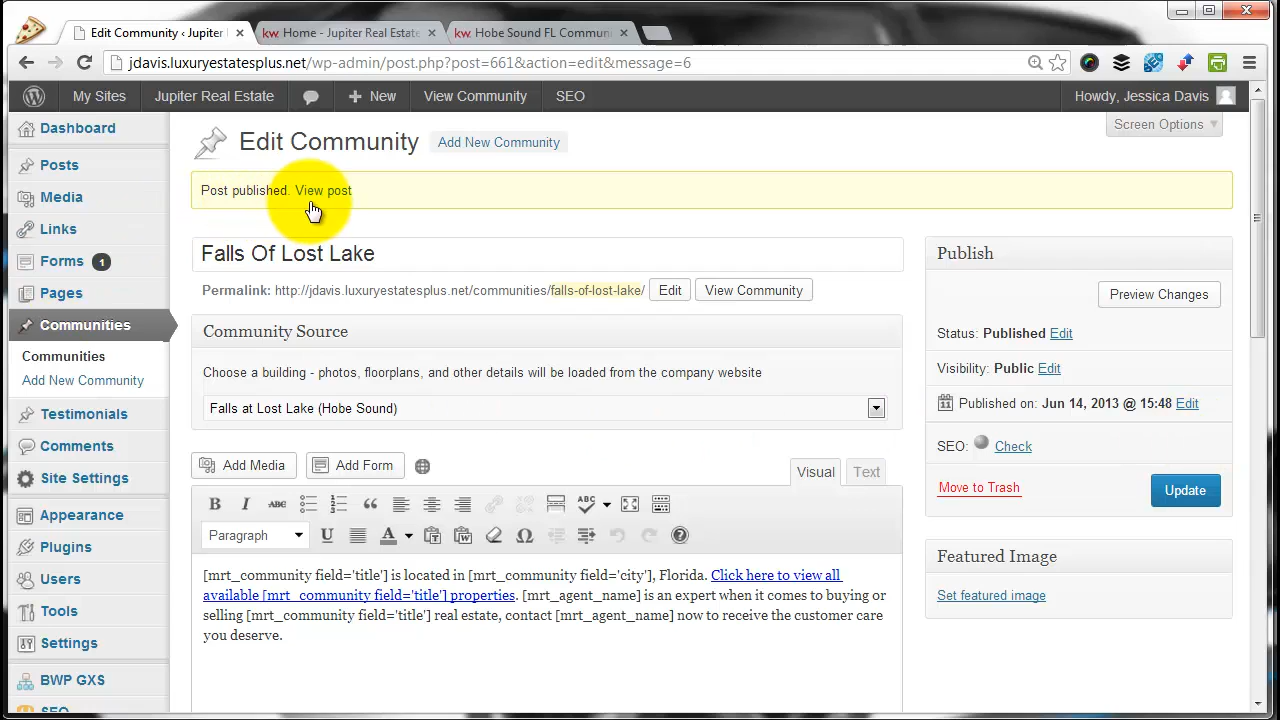 Edit Community ‹ Jupiter
kw Home - Jupiter Real Estate
kw Hobe Sound FL Commun
jdavis.luxuryestatesplus.net/wp-admin/post.php?post=661&action=edit&message=6
My Sites Jupiter Real Estate + New View Community SEO Howdy, Jessica Davis
Dashboard
Posts
Media
Links
Forms 1
Pages
Communities
Communities
Add New Community
Testimonials
Comments
Site Settings
Appearance
Plugins
Users
Tools
Settings
BWP GXS
SEO
Screen Options
Edit Community Add New Community
Post published. View post
Falls Of Lost Lake
Permalink: http://jdavis.luxuryestatesplus.net/communities/falls-of-lost-lake/ Edit View Community
Community Source
Choose a building - photos, floorplans, and other details will be loaded from the company website
Falls at Lost Lake (Hobe Sound)
Add Media Add Form Visual Text
B I ABC ABC
Paragraph U A Ω
[mrt_community field='title'] is located in [mrt_community field='city'], Florida. Click here to view all
available [mrt_community field='title'] properties. [mrt_agent_name] is an expert when it comes to buying or
selling [mrt_community field='title'] real estate, contact [mrt_agent_name] now to receive the customer care
you deserve.
Publish
Preview Changes
Status: Published Edit
Visibility: Public Edit
Published on: Jun 14, 2013 @ 15:48 Edit
SEO: Check
Move to Trash Update
Featured Image
Set featured image